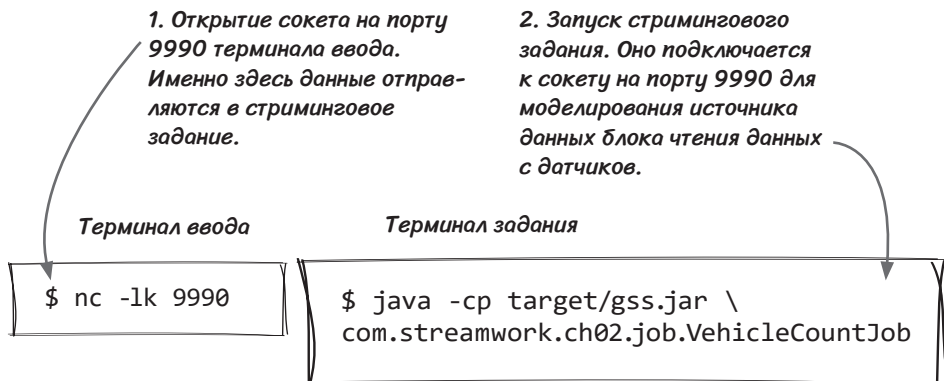 1. Открытие сокета на порту
9990 терминала ввода.
Именно здесь данные отправ-
ляются в стриминговое
задание.
2. Запуск стримингового
задания. Оно подключается
к сокету на порту 9990 для
моделирования источника
данных блока чтения данных
с датчиков.
Терминал ввода
Терминал задания
$ nc -lk 9990
$ java -cp target/gss.jar \
com.streamwork.ch02.job.VehicleCountJob